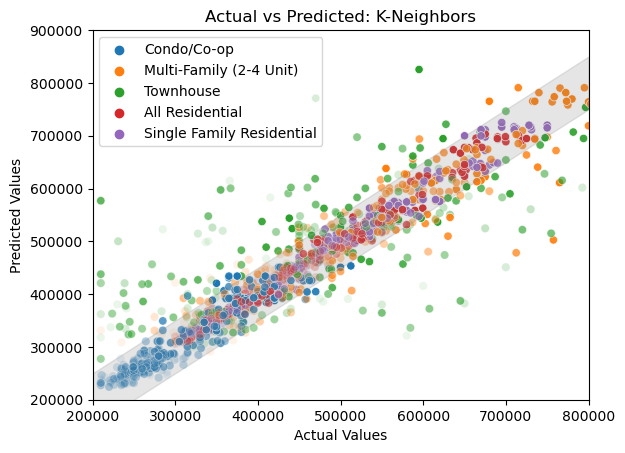 Actual vs Predicted: K-Neighbors
900000
800000
700000
600000
500000
400000
300000
200000
Predicted Values
Condo/Co-op
Multi-Family (2-4 Unit)
Townhouse
All Residential
Single Family Residential
200000 300000 400000 500000 600000 700000 800000
Actual Values